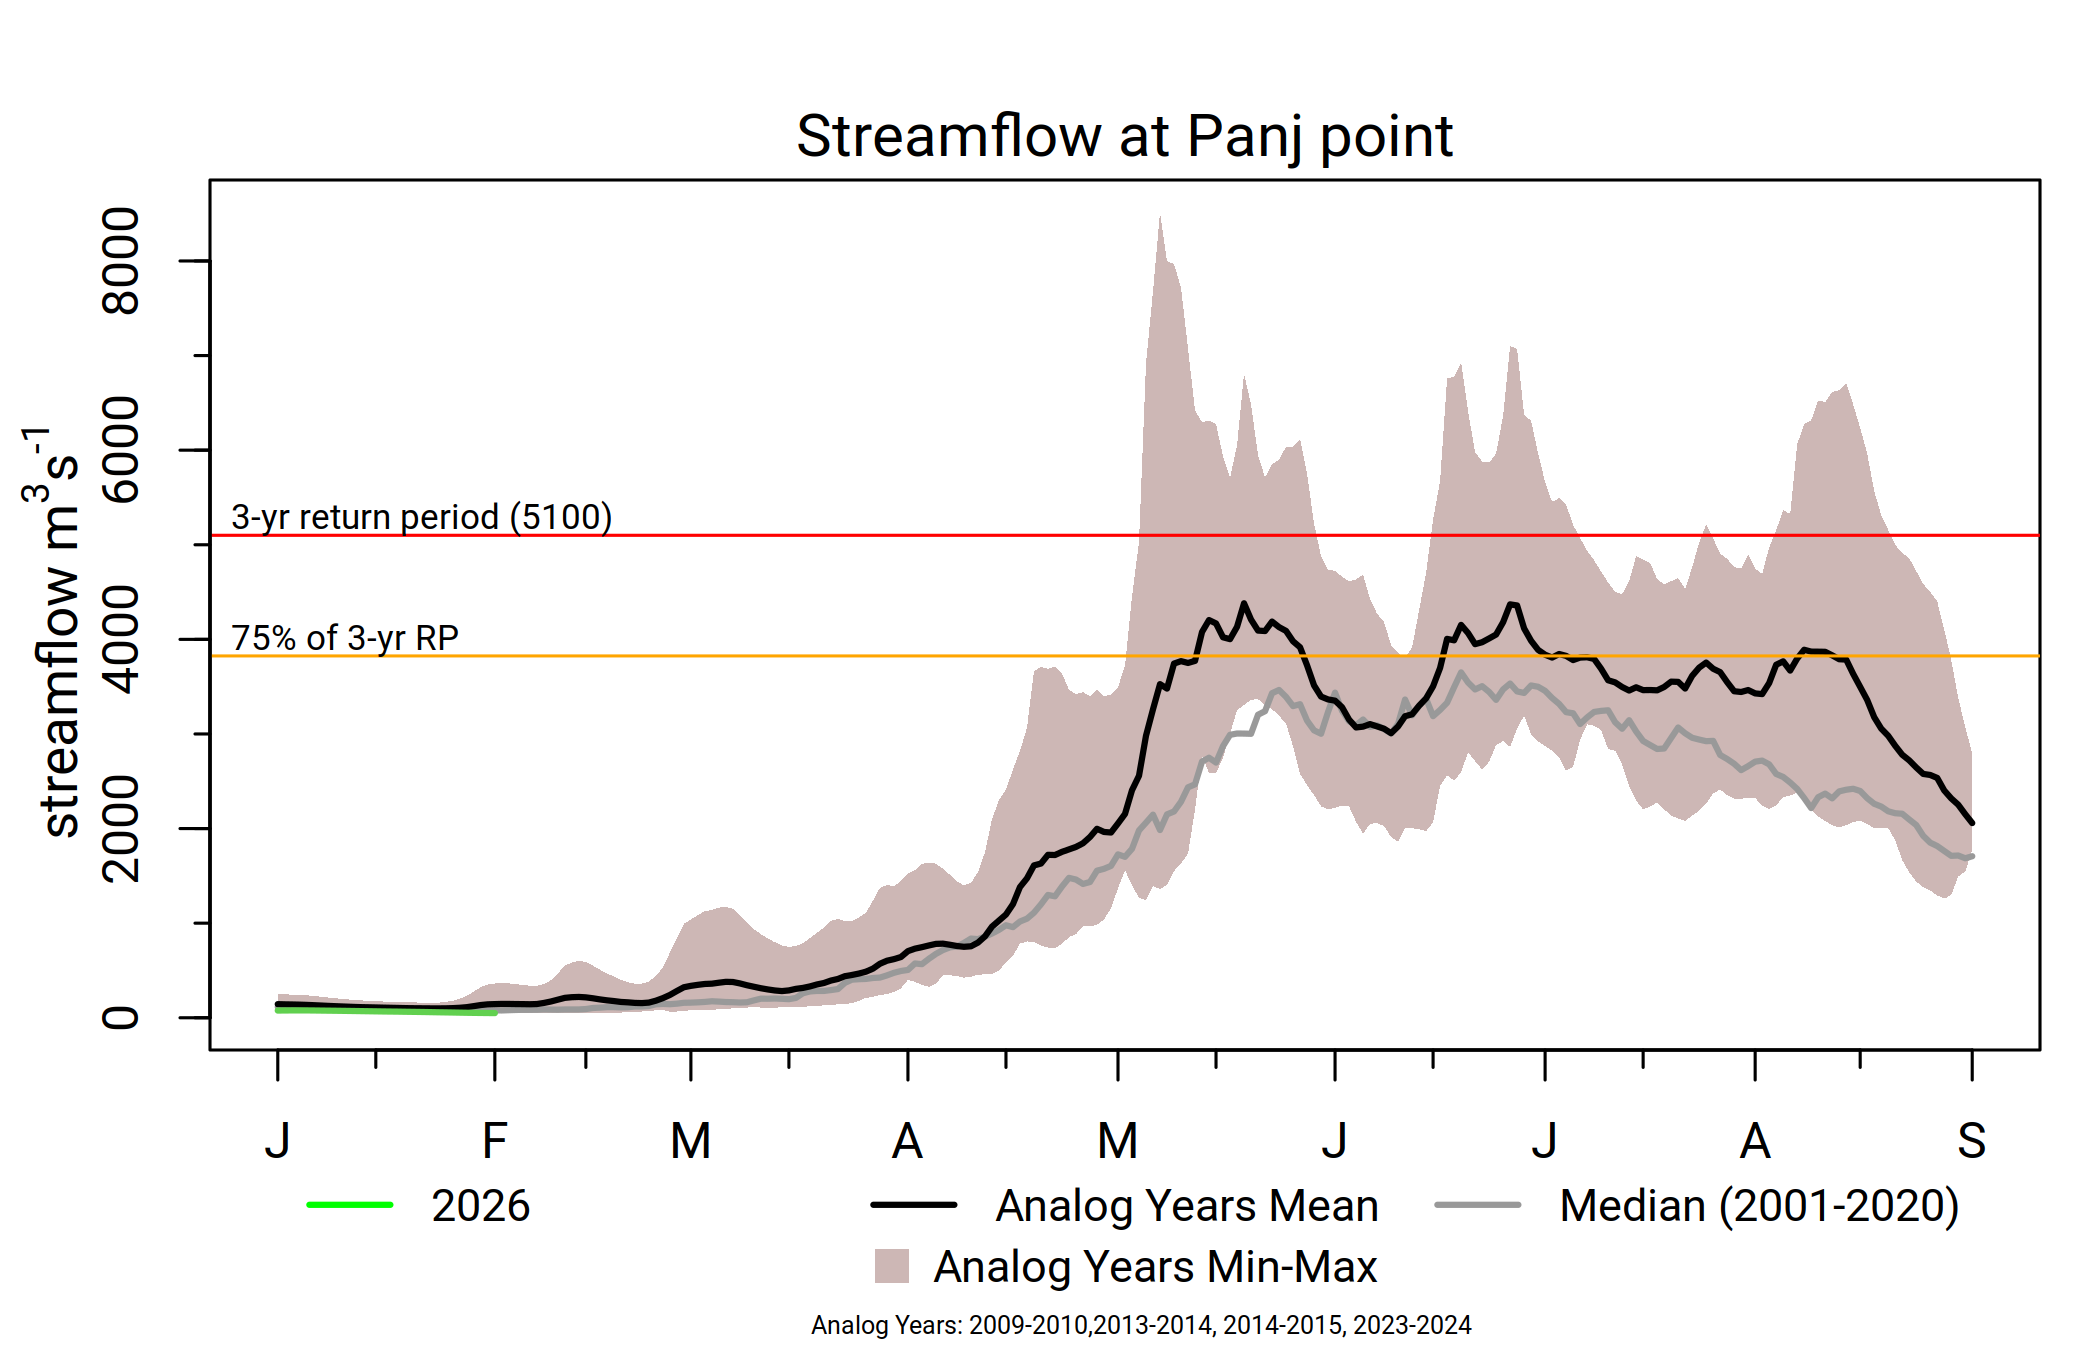 Streamflow at Panj point
streamflow m3s-1
8000
6000
4000
2000
0
3-yr return period (5100)
75% of 3-yr RP
J F M A M J J A S
2026 Analog Years Mean Median (2001-2020)
Analog Years Min-Max
Analog Years: 2009-2010,2013-2014, 2014-2015, 2023-2024